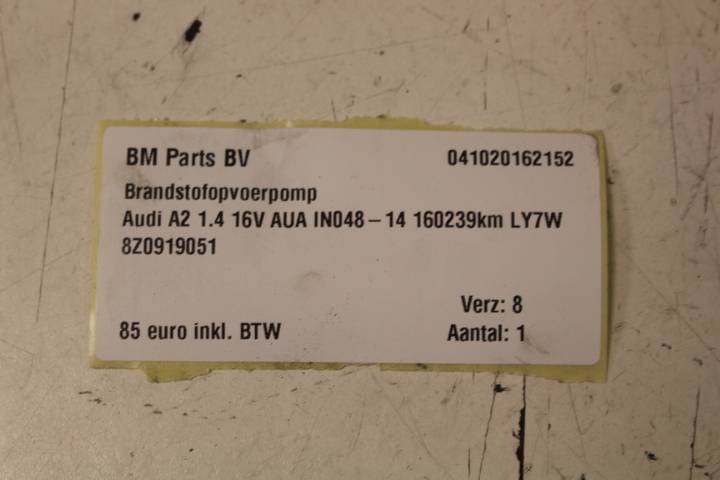 BM Parts BV 041020162152
Brandstofopvoerpomp
Audi A2 1.4 16V AUA IN048-14 160239km LY7W
8Z0919051
Verz: 8
85 euro inkl. BTW Aantal: 1